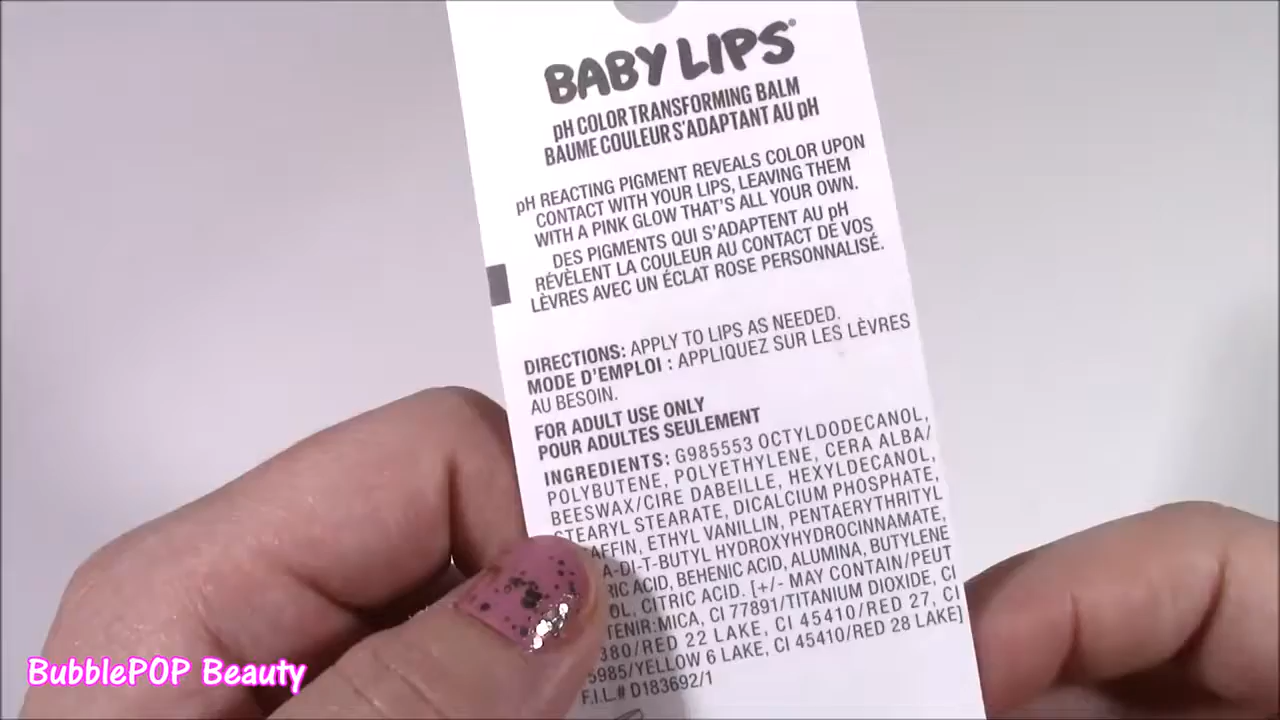 BABY LIPS®
pH COLOR TRANSFORMING BALM
BAUME COULEUR S'ADAPTANT AU pH
pH REACTING PIGMENT REVEALS COLOR UPON
CONTACT WITH YOUR LIPS, LEAVING THEM
WITH A PINK GLOW THAT'S ALL YOUR OWN.
DES PIGMENTS QUI S'ADAPTENT AU pH
RÉVÈLENT LA COULEUR AU CONTACT DE VOS
LÈVRES AVEC UN ÉCLAT ROSE PERSONNALISÉ.
DIRECTIONS: APPLY TO LIPS AS NEEDED.
MODE D'EMPLOI : APPLIQUEZ SUR LES LÈVRES
AU BESOIN.
FOR ADULT USE ONLY
POUR ADULTES SEULEMENT
INGREDIENTS: G985553 OCTYLDODECANOL,
POLYBUTENE, POLYETHYLENE, CERA ALBA/
BEESWAX/CIRE DABEILLE, HEXYLDECANOL,
STEARYL STEARATE, DICALCIUM PHOSPHATE,
AFFIN, ETHYL VANILLIN, PENTAERYTHRITYL
A-DI-T-BUTYL HYDROXYHYDROCINNAMATE,
RIC ACID, BEHENIC ACID, ALUMINA, BUTYLENE
OL, CITRIC ACID. [+/- MAY CONTAIN/PEUT
TENIR:MICA, CI 77891/TITANIUM DIOXIDE, CI
380/RED 22 LAKE, CI 45410/RED 27, CI
5985/YELLOW 6 LAKE, CI 45410/RED 28 LAKE]
F.I.L.# D183692/1
BubblePOP Beauty